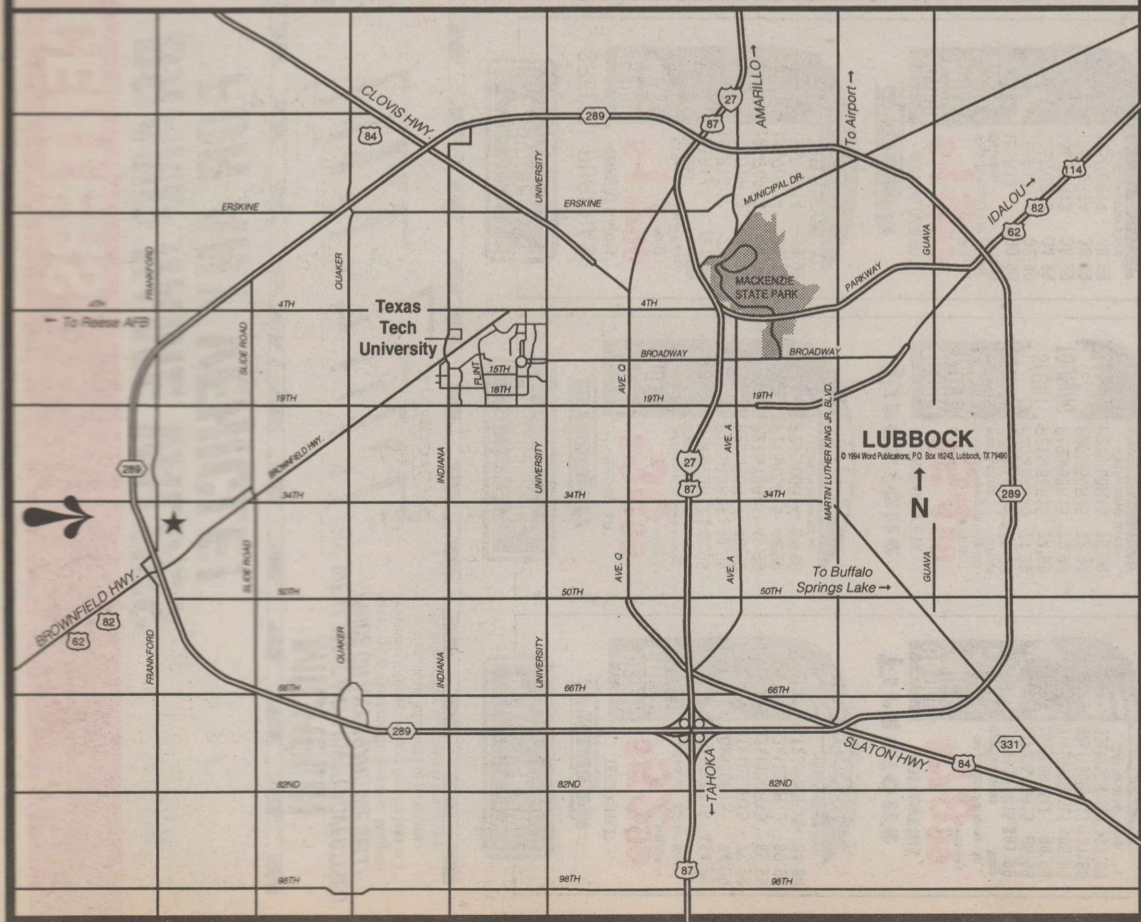 CLOVIS HWY.
84
289
27
87
AMARILLO →
To Airport →
114
IDALOU →
82
62
UNIVERSITY
MUNICIPAL DR.
ERSKINE
ERSKINE
FRANKFORD
QUAKER
GUAVA
MACKENZIE
STATE PARK
PARKWAY
4TH
4TH
4TH
← To Reese AFB
Texas
Tech
University
SLIDE ROAD
FLINT
15TH
18TH
BROADWAY
BROADWAY
AVE. Q
19TH
19TH
19TH
MARTIN LUTHER KING JR. BLVD.
LUBBOCK
© 1994 Word Publications, P.O. Box 16243, Lubbock, TX 79490
↑
N
BROWNFIELD HWY.
INDIANA
UNIVERSITY
AVE. A
27
87
289
289
34TH
34TH
34TH
SLIDE ROAD
AVE. Q
AVE. A
GUAVA
To Buffalo
Springs Lake →
50TH
50TH
50TH
BROWNFIELD HWY.
82
62
FRANKFORD
QUAKER
INDIANA
UNIVERSITY
66TH
66TH
66TH
289
SLATON HWY.
84
331
← TAHOKA
82ND
82ND
82ND
87
98TH
98TH
98TH